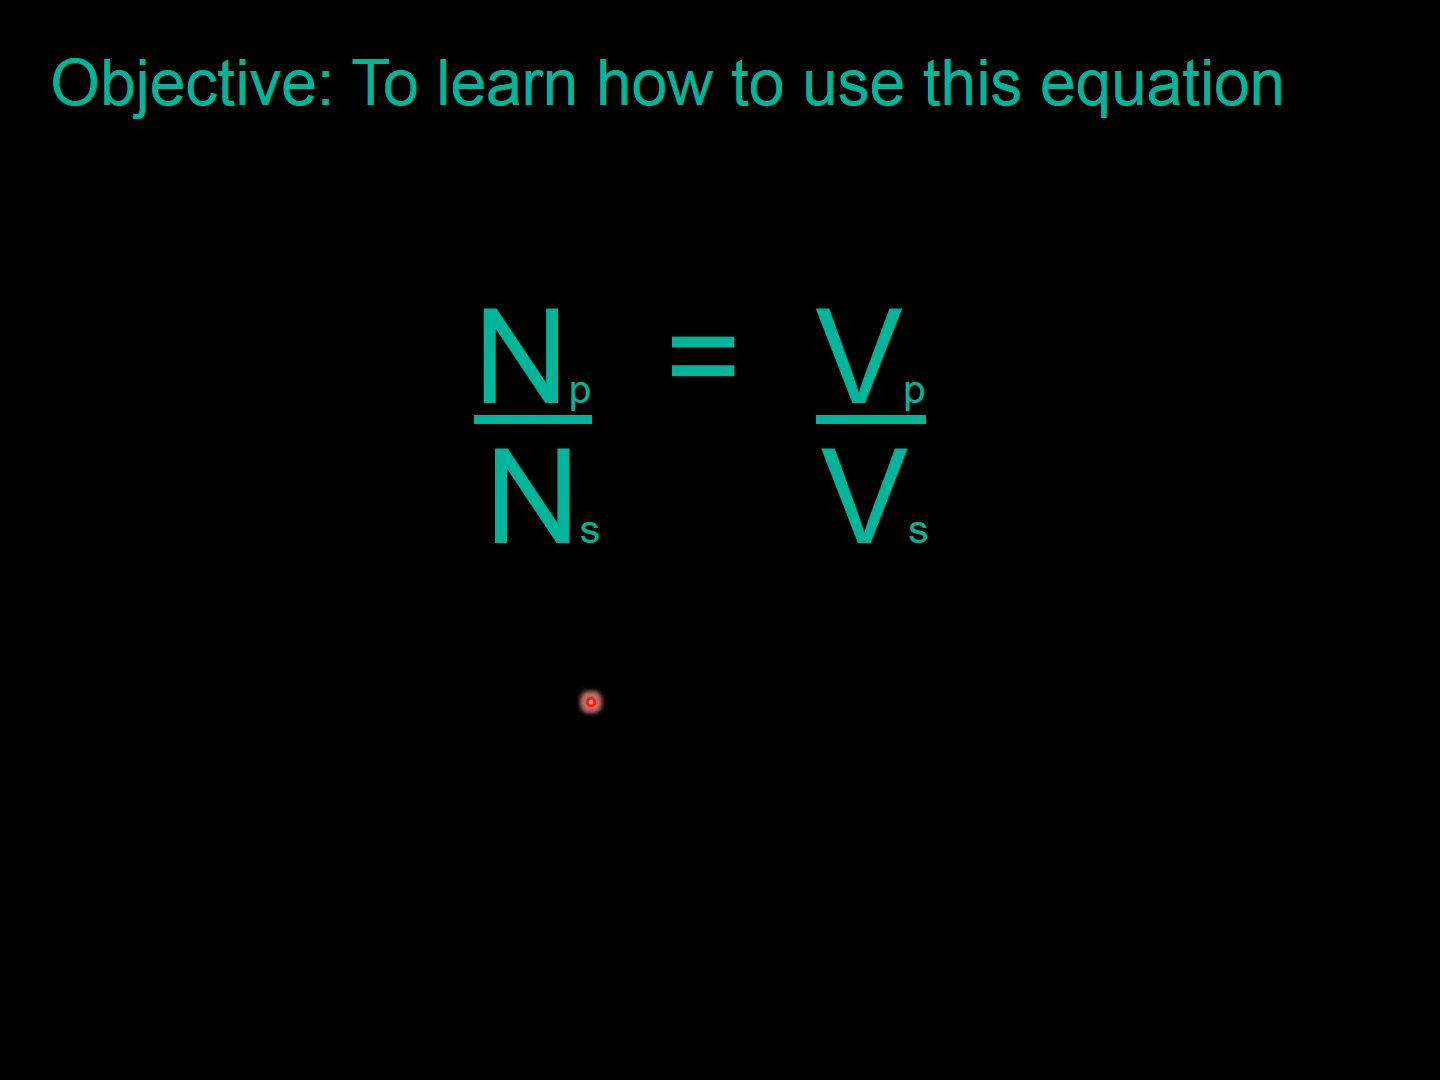 Objective: To learn how to use this equation
Np = Vp
Ns Vs